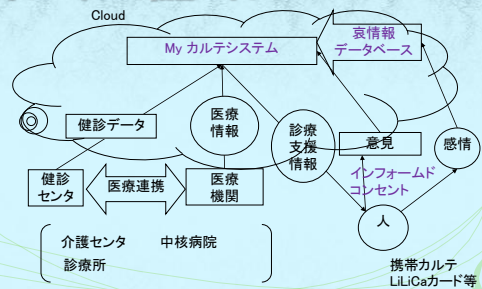 Cloud
My カルテシステム
哀情報
データベース
健診データ
医療
情報
診療
支援
情報
意見
感情
健診
センタ
医療連携
医療
機関
インフォームド
コンセント
人
介護センタ 中核病院
診療所
携帯カルテ
LiLiCaカード等